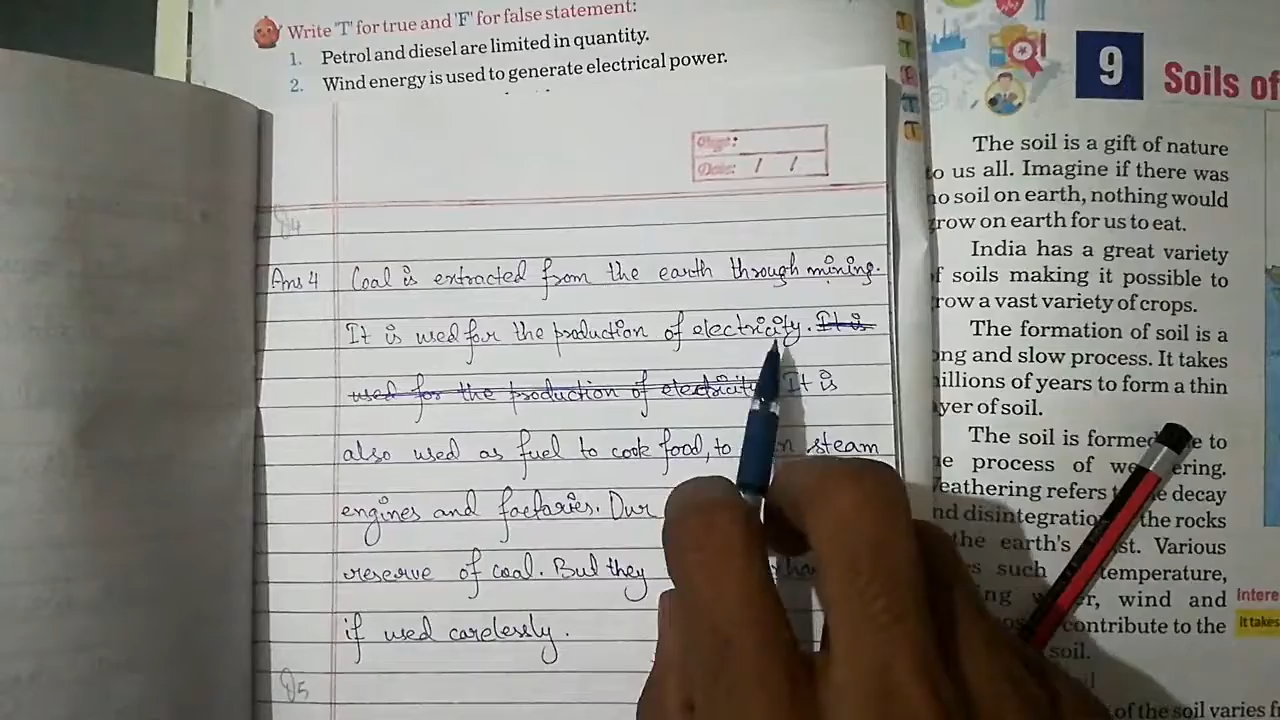 Write 'T' for true and 'F' for false statement:
1. Petrol and diesel are limited in quantity.
2. Wind energy is used to generate electrical power.
Page:
Date: / /
Q4
Ans 4 Coal is extracted from the earth through mining.
It is used for the production of electricity. It is
used for the production of electricity It is
also used as fuel to cook food, to steam
engines and factories. Our
reserve of coal. But they
if used carelessly.
Q5
9 Soils of
The soil is a gift of nature
to us all. Imagine if there was
no soil on earth, nothing would
grow on earth for us to eat.
India has a great variety
of soils making it possible to
row a vast variety of crops.
The formation of soil is a
ong and slow process. It takes
millions of years to form a thin
yer of soil.
The soil is formed to
process of
Weathering refers decay
nd disintegration the rocks
the earth's Various
such temperature,
wind and
contribute to the
soil.
of the soil varies
Intere
It takes